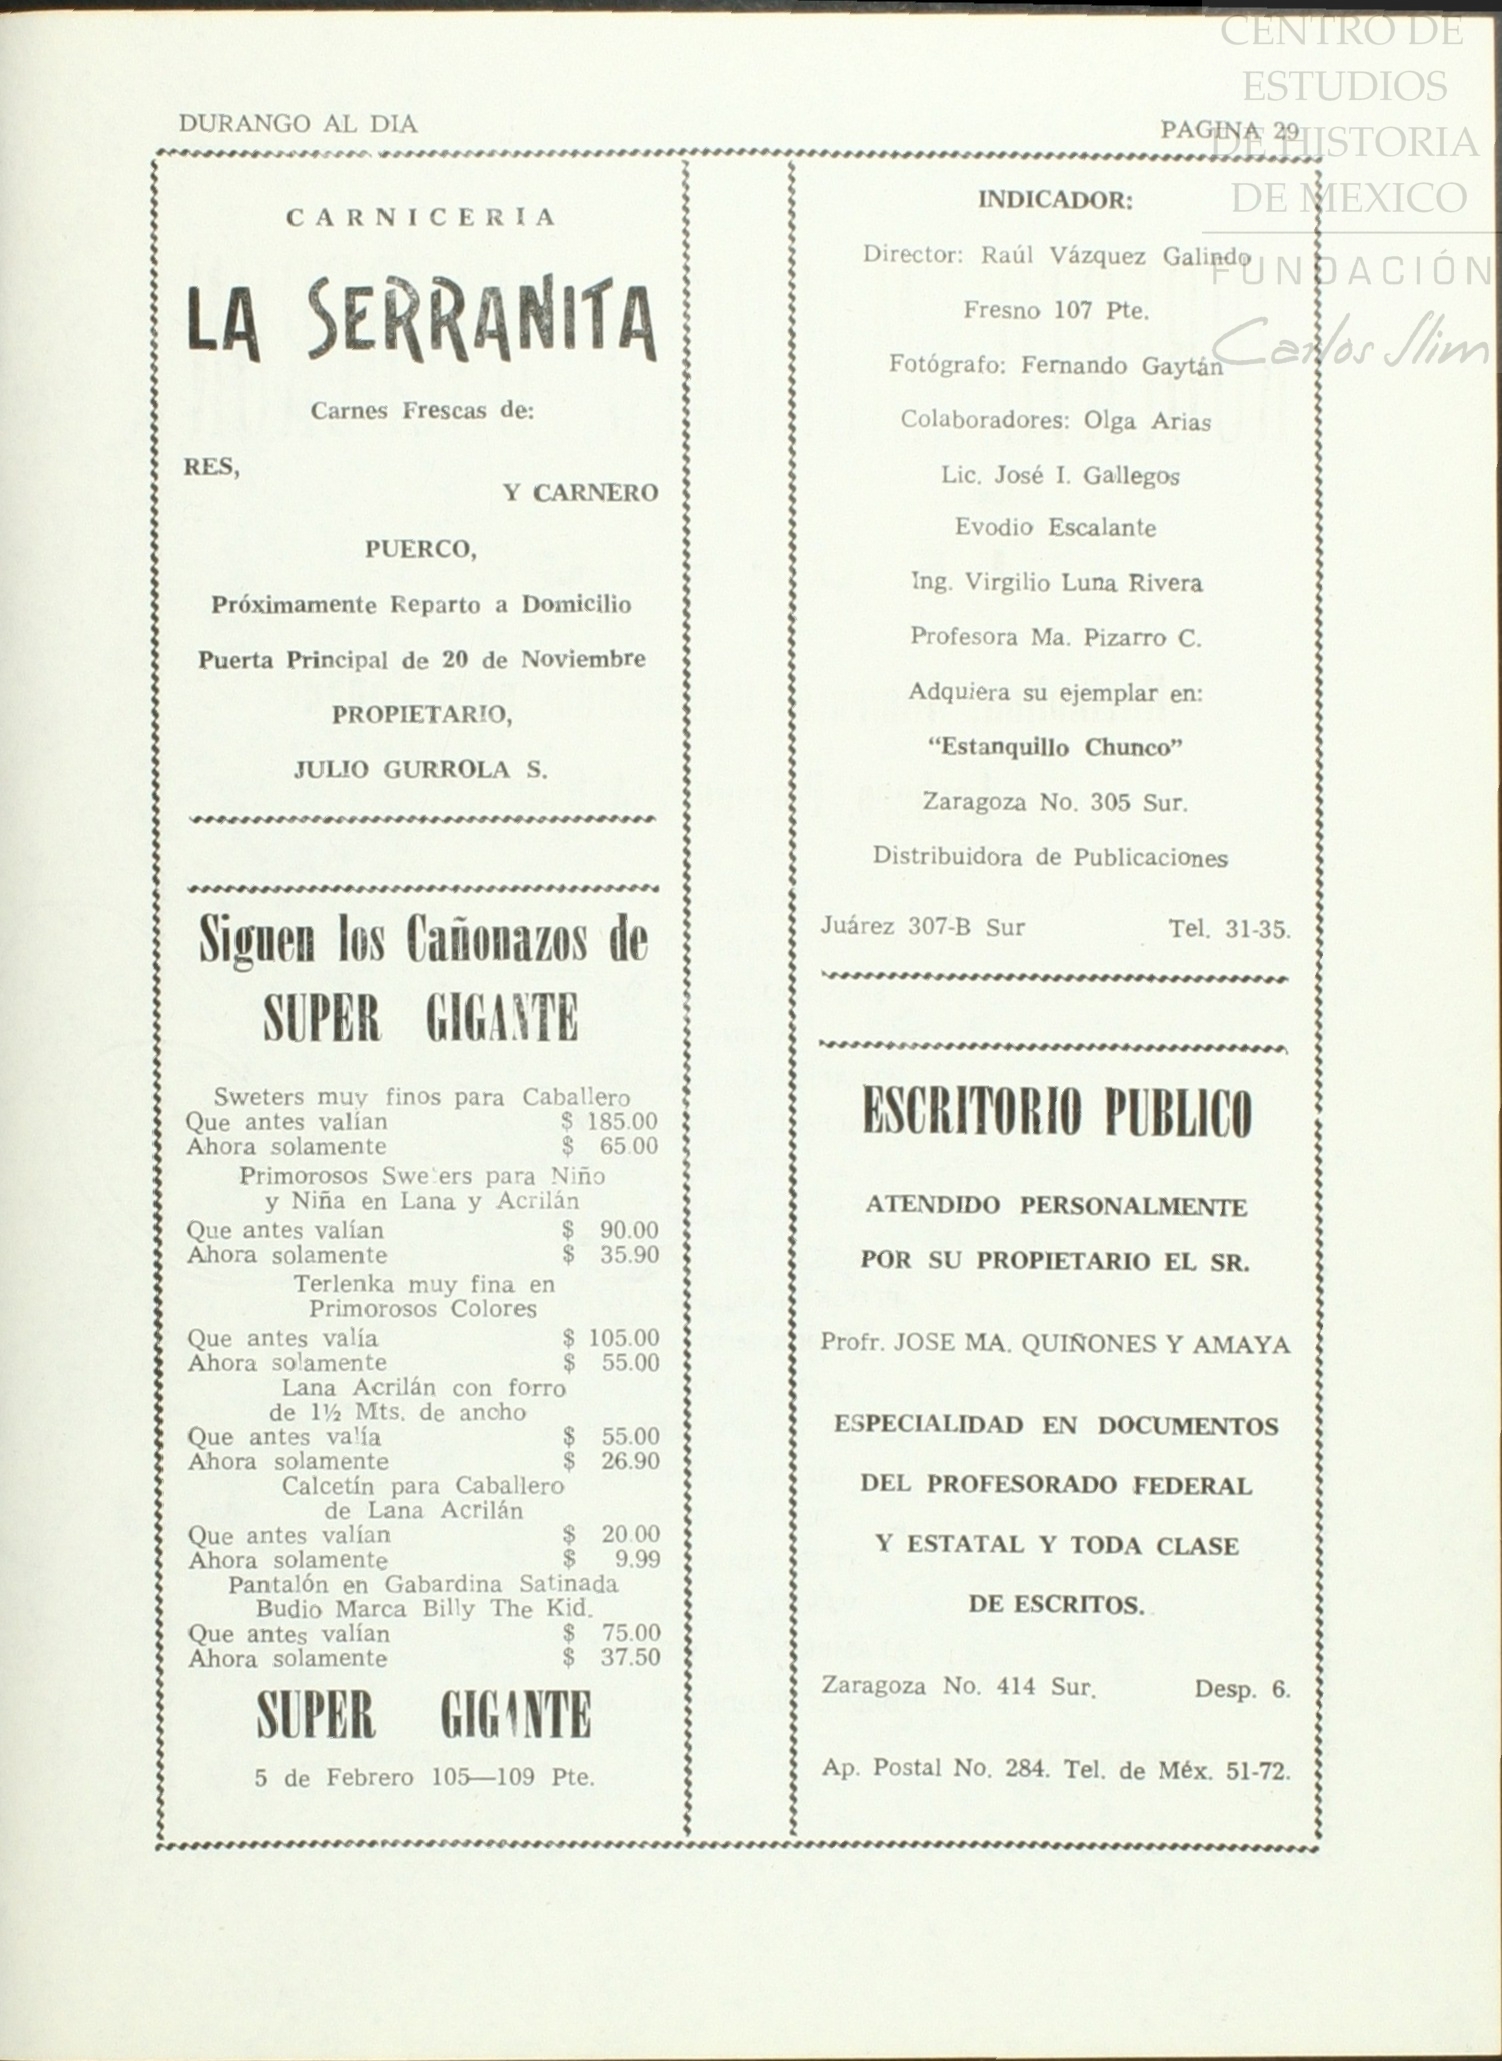 DURANGO AL DIA
PAGINA 29
CARNICERIA
LA SERRANITA
Carnes Frescas de:
RES,
Y CARNERO
PUERCO,
Próximamente Reparto a Domicilio
Puerta Principal de 20 de Noviembre
PROPIETARIO,
JULIO GURROLA S.
Siguen los Cañonazos de
SUPER GIGANTE
Sweters muy finos para Caballero
Que antes valían $ 185.00
Ahora solamente $ 65.00
Primorosos Sweters para Niño
y Niña en Lana y Acrilán
Que antes valían $ 90.00
Ahora solamente $ 35.90
Terlenka muy fina en
Primorosos Colores
Que antes valía $ 105.00
Ahora solamente $ 55.00
Lana Acrilán con forro
de 1½ Mts. de ancho
Que antes valía $ 55.00
Ahora solamente $ 26.90
Calcetín para Caballero
de Lana Acrilán
Que antes valían $ 20.00
Ahora solamente $ 9.99
Pantalón en Gabardina Satinada
Budio Marca Billy The Kid.
Que antes valían $ 75.00
Ahora solamente $ 37.50
SUPER GIGANTE
5 de Febrero 105—109 Pte.
INDICADOR:
Director: Raúl Vázquez Galindo
Fresno 107 Pte.
Fotógrafo: Fernando Gaytán
Colaboradores: Olga Arias
Lic. José I. Gallegos
Evodio Escalante
Ing. Virgilio Luna Rivera
Profesora Ma. Pizarro C.
Adquiera su ejemplar en:
“Estanquillo Chunco”
Zaragoza No. 305 Sur.
Distribuidora de Publicaciones
Juárez 307-B Sur Tel. 31-35.
ESCRITORIO PUBLICO
ATENDIDO PERSONALMENTE
POR SU PROPIETARIO EL SR.
Profr. JOSE MA. QUIÑONES Y AMAYA
ESPECIALIDAD EN DOCUMENTOS
DEL PROFESORADO FEDERAL
Y ESTATAL Y TODA CLASE
DE ESCRITOS.
Zaragoza No. 414 Sur. Desp. 6.
Ap. Postal No. 284. Tel. de Méx. 51-72.
CENTRO DE
ESTUDIOS
DE HISTORIA
DE MEXICO
FUNDACIÓN
Carlos Slim